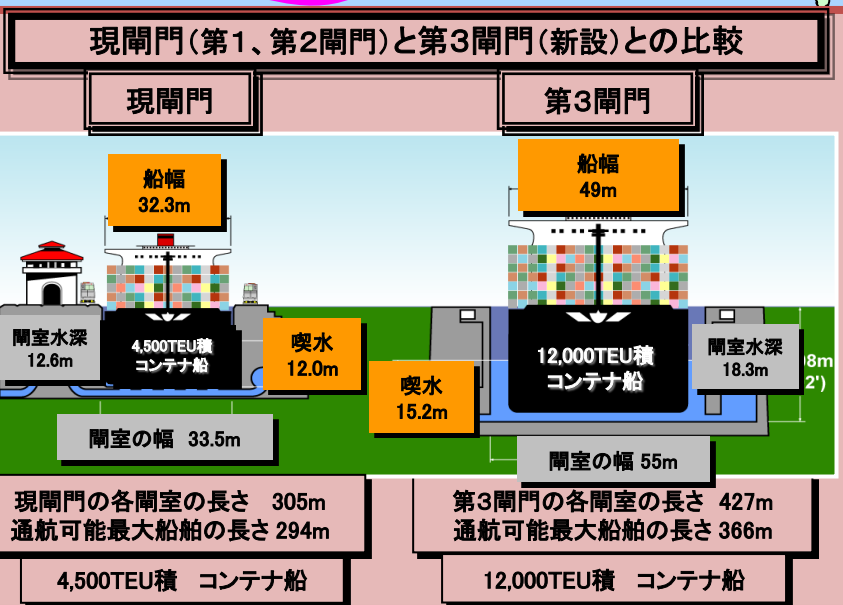 現閘門（第１、第２閘門）と第３閘門（新設）との比較
現閘門
第３閘門
船幅
32.3m
船幅
49m
閘室水深
12.6m
4,500TEU積
コンテナ船
喫水
12.0m
喫水
15.2m
12,000TEU積
コンテナ船
閘室水深
18.3m
08m
2')
閘室の幅 33.5m
閘室の幅 55m
現閘門の各閘室の長さ　305m
通航可能最大船舶の長さ 294m
第３閘門の各閘室の長さ 427m
通航可能最大船舶の長さ 366m
4,500TEU積　コンテナ船
12,000TEU積　コンテナ船